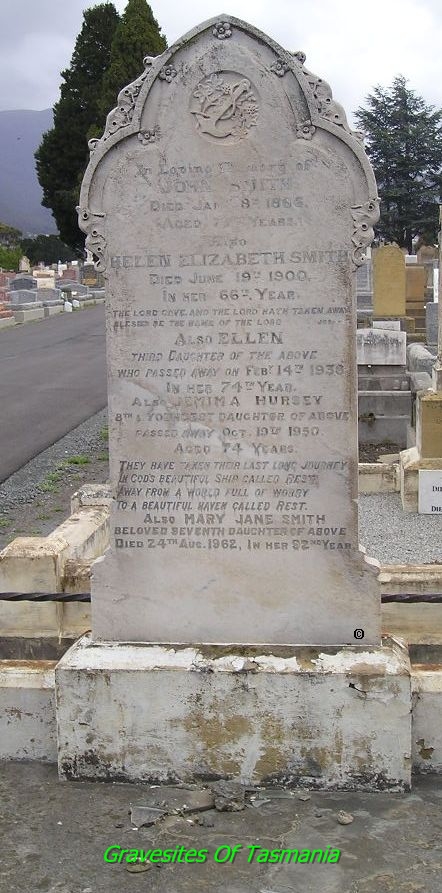 In Loving Memory of
JOHN SMITH
DIED JAN 8TH
AGED YEARS.
ALSO
HELEN ELIZABETH SMITH
DIED JUNE 19TH 1900,
IN HER 66TH YEAR.
THE LORD GAVE, AND THE LORD HATH TAKEN AWAY
BLESSED BE THE NAME OF THE LORD
ALSO ELLEN
THIRD DAUGHTER OF THE ABOVE
WHO PASSED AWAY ON FEBY 14TH 1938
IN HER 74TH YEAR.
ALSO JEMIMA HURSEY
8TH & YOUNGEST DAUGHTER OF ABOVE
PASSED AWAY OCT. 19TH 1950.
AGED 74 YEARS.
THEY HAVE TAKEN THEIR LAST LONG JOURNEY
IN GOD'S BEAUTIFUL SHIP CALLED REST
AWAY FROM A WORLD FULL OF WORRY
TO A BEAUTIFUL HAVEN CALLED REST.
ALSO MARY JANE SMITH
BELOVED SEVENTH DAUGHTER OF ABOVE
DIED 24TH AUG. 1962, IN HER 92ND YEAR.
©
Gravesites Of Tasmania